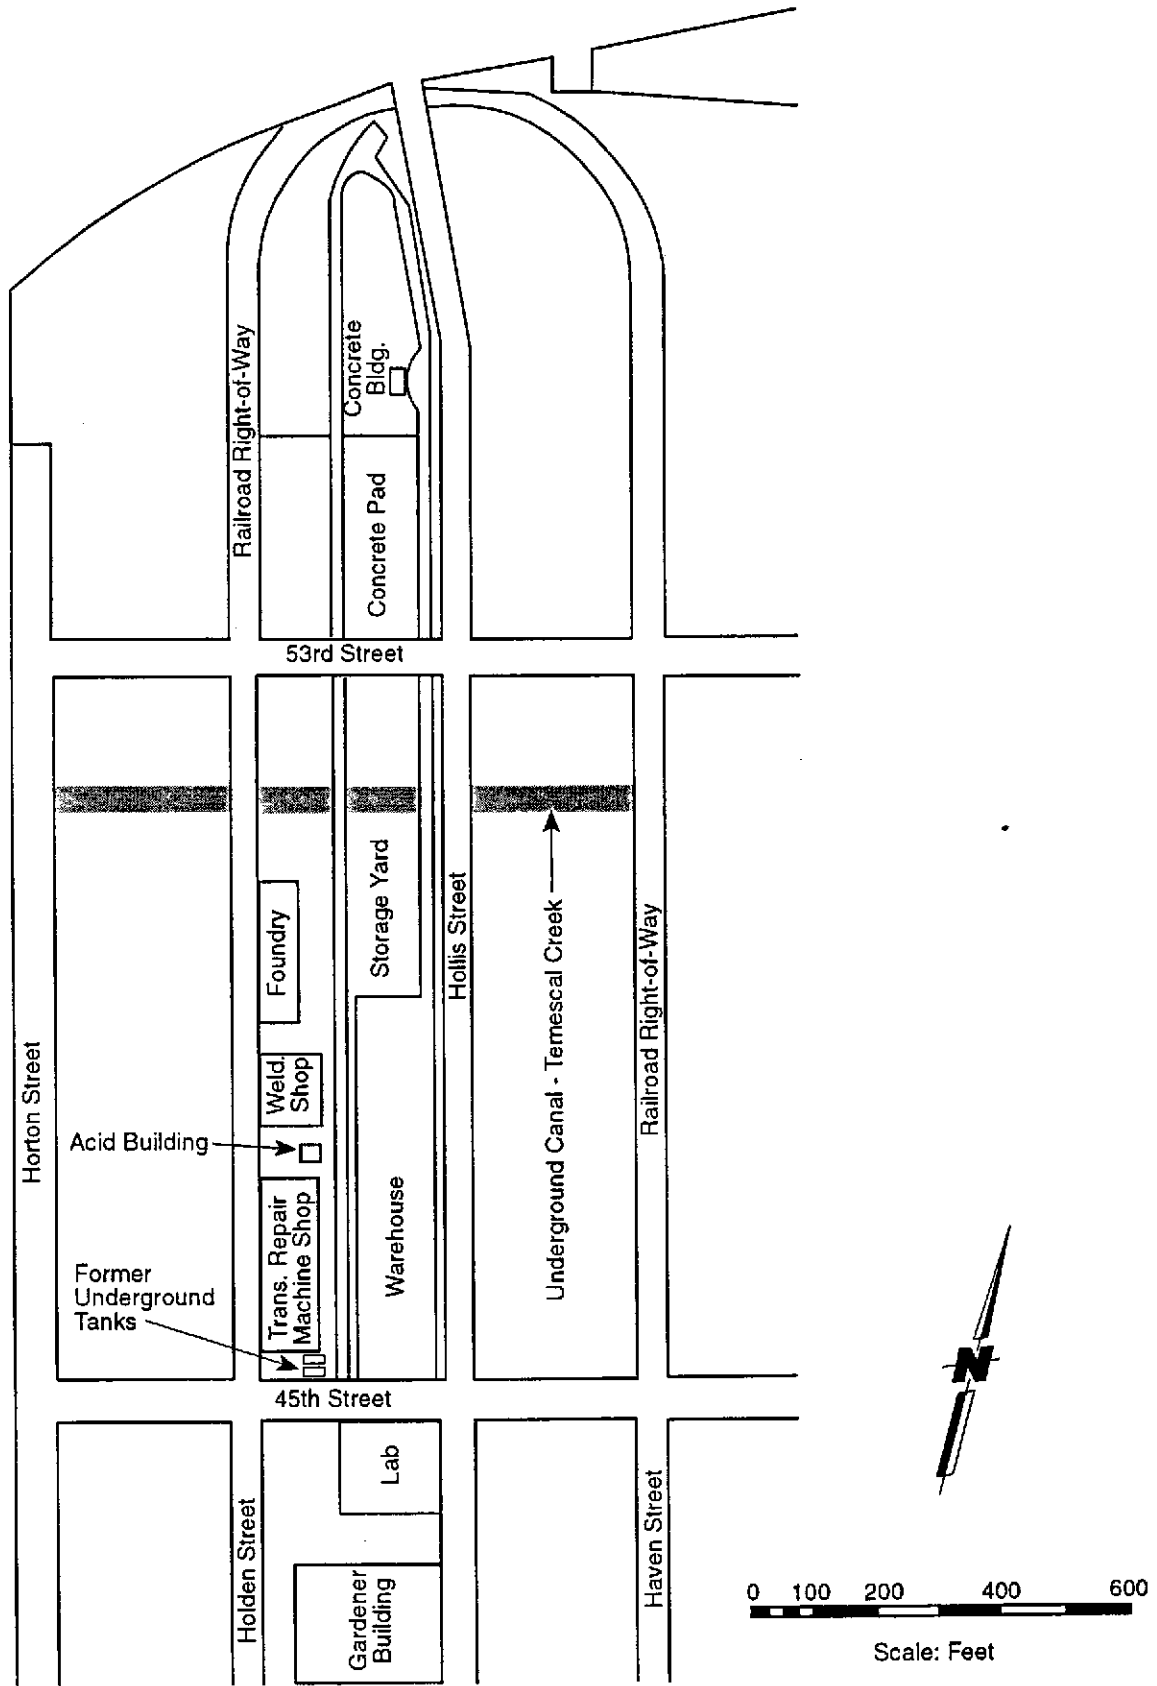 Concrete
Bldg.
Railroad Right-of-Way
Concrete Pad
53rd Street
Storage Yard
Foundry
Hollis Street
Underground Canal - Temescal Creek
Railroad Right-of-Way
Horton Street
Weld.
Shop
Acid Building
Trans. Repair
Machine Shop
Warehouse
Former
Underground
Tanks
45th Street
Lab
Holden Street
Haven Street
Gardener
Building
N
0 100 200 400 600
Scale: Feet